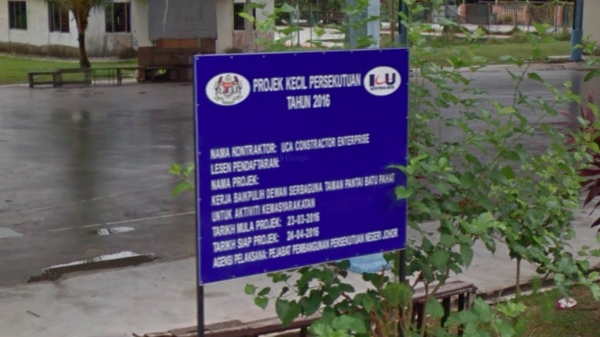 PROJEK KECIL PERSEKUTUAN
TAHUN 2016
NAMA KONTRAKTOR: UCA CONSTRACTOR ENTERPRISE
LESEN PENDAFTARAN:
NAMA PROJEK:
KERJA BAIKPULIH DEWAN SERBAGUNA TAMAN PANTAI BATU PAHAT
UNTUK AKTIVITI KEMASYARAKATAN
TARIKH MULA PROJEK: 23-03-2016
TARIKH SIAP PROJEK: 24-04-2016
AGENSI PELAKSANA: PEJABAT PEMBANGUNAN PERSEKUTUAN NEGERI JOHOR